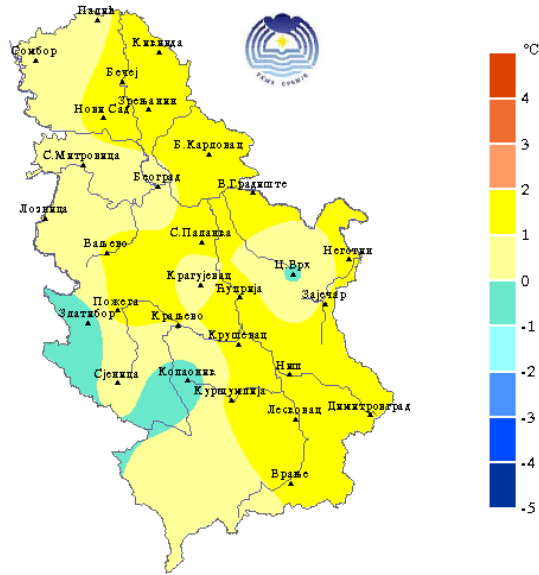 Палић
Сомбор
Кикинда
Бечеј
Зрењанин
Нови Сад
Б.Карловац
С.Митровица
Београд
В.Градиште
Лозница
С.Паланка
Ваљево
Неготин
Ц.Врх
Крагујевац
Ћуприја
Зајечар
Пожега
Златибор
Краљево
Крушевац
Сјеница
Копаоник
Ниш
Куршумлија
Лесковац
Димитровград
Врање
РХМЗ СРБИЈЕ
°C
4
3
2
1
0
-1
-2
-3
-4
-5